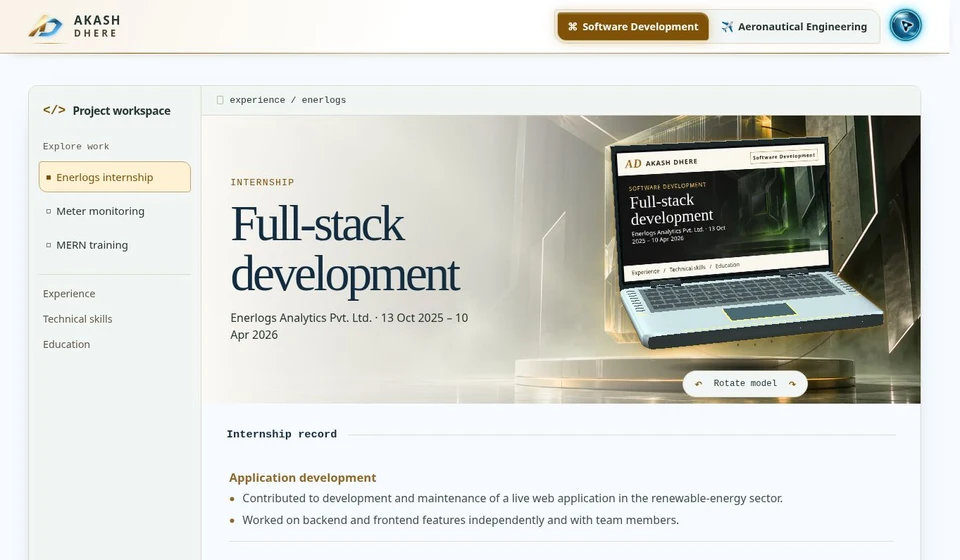 AKASH
DHERE
⌘ Software Development
✈️ Aeronautical Engineering
</> Project workspace
Explore work
Enerlogs internship
Meter monitoring
MERN training
Experience
Technical skills
Education
experience / enerlogs
INTERNSHIP
Full-stack
development
Enerlogs Analytics Pvt. Ltd. · 13 Oct 2025 – 10
Apr 2026
AD AKASH DHERE
Software Development
SOFTWARE DEVELOPMENT
Full-stack
development
Enerlogs Analytics Pvt. Ltd. · 13 Oct
2025 – 10 Apr 2026
Experience / Technical skills / Education
↶ Rotate model ↷
Internship record
Application development
• Contributed to development and maintenance of a live web application in the renewable-energy sector.
• Worked on backend and frontend features independently and with team members.